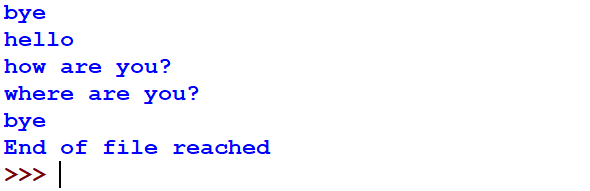 bye
hello
how are you?
where are you?
bye
End of file reached
>>>